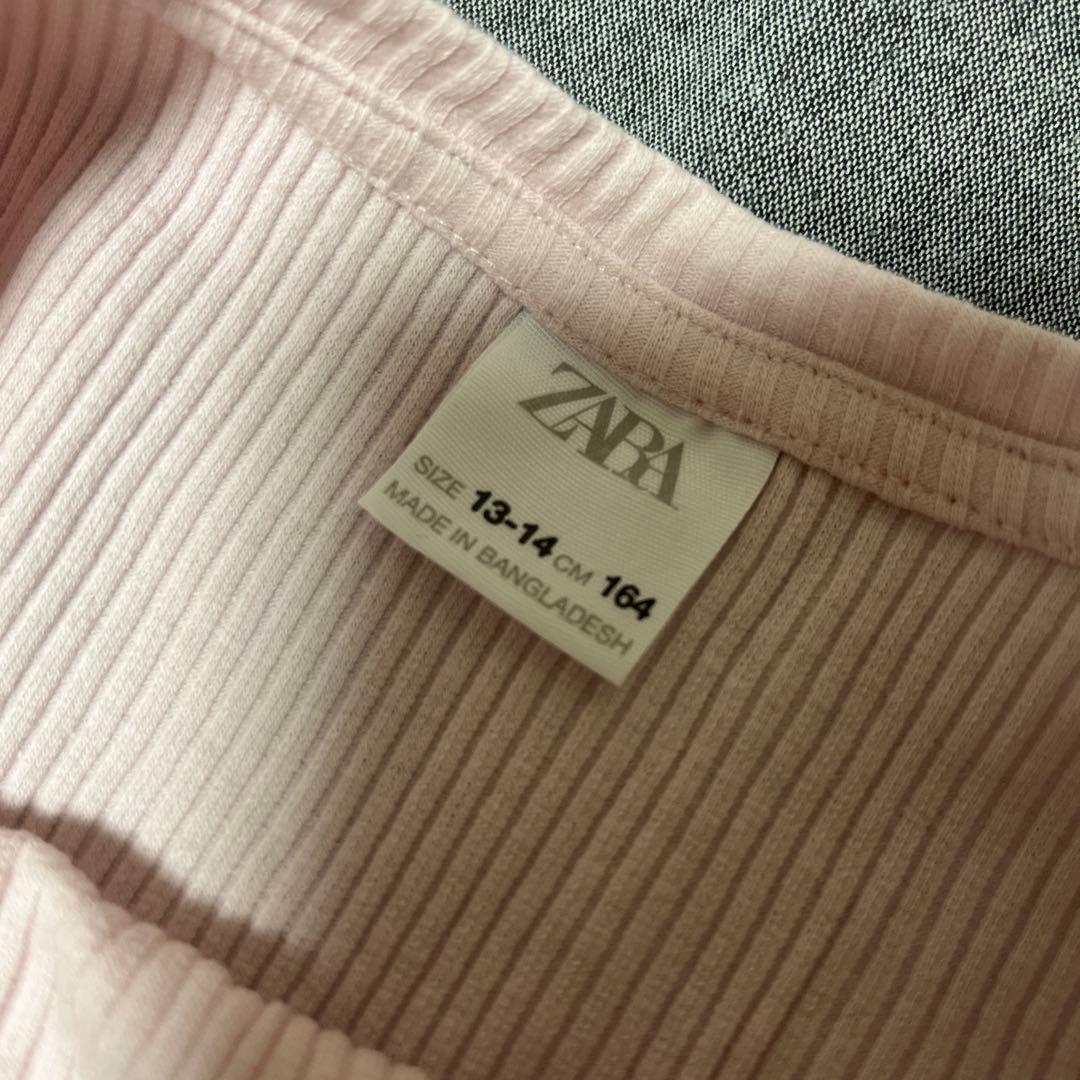 ZARA
SIZE 13-14 CM 164
MADE IN BANGLADESH